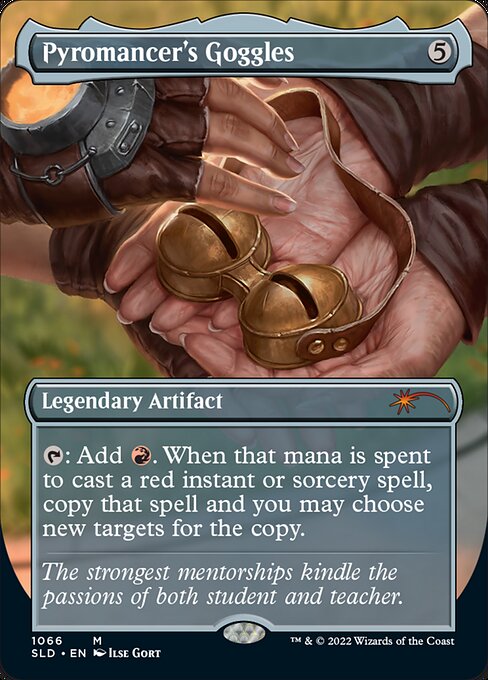 Pyromancer's Goggles 5
Legendary Artifact
: Add . When that mana is spent
to cast a red instant or sorcery spell,
copy that spell and you may choose
new targets for the copy.
The strongest mentorships kindle the
passions of both student and teacher.
1066 M
SLD • EN Ilse Gort
™ & © 2022 Wizards of the Coast